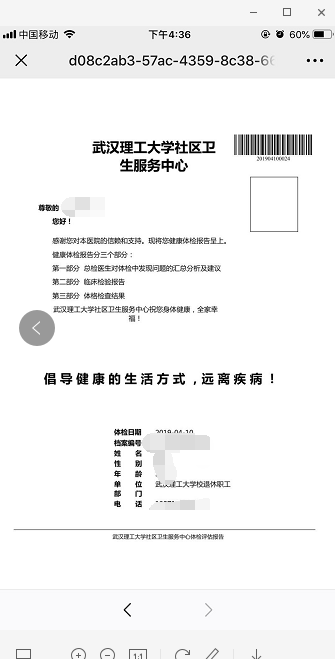 中国移动
下午4:36
60%
d08c2ab3-57ac-4359-8c38-6
武汉理工大学社区卫
生服务中心
201904100024
尊敬的
您好！
感谢您对本医院的信赖和支持。现将您健康体检报告呈上。
健康体检报告分三个部分：
第一部分 总检医生对体检中发现问题的汇总分析及建议
第二部分 临床检验报告
第三部分 体格检查结果
武汉理工大学社区卫生服务中心祝您身体健康，全家幸
福！
倡导健康的生活方式，远离疾病！
体检日期 2019-04-10
档案编号
姓 名
性 别
年 龄
单 位 武汉理工大学校退休职工
部 门
电 话
武汉理工大学社区卫生服务中心体检评估报告
1:1